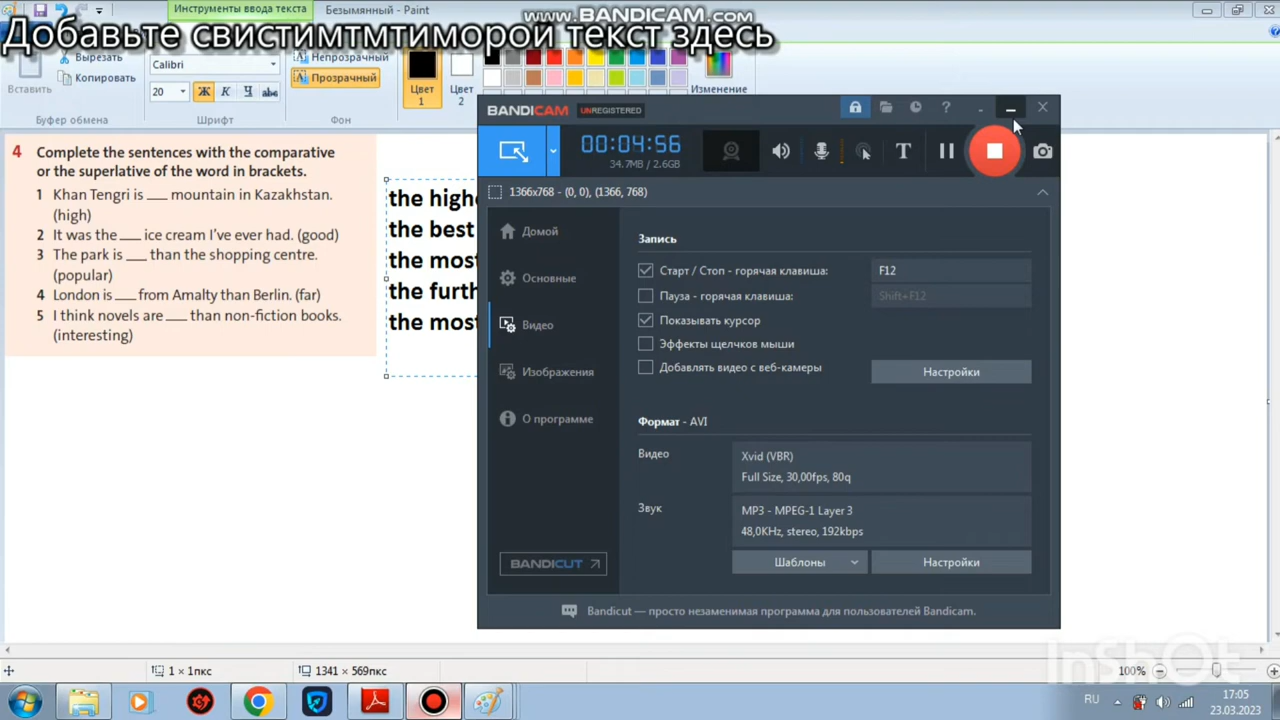 Инструменты ввода текста
Безымянный - Paint
www.BANDICAM.com
Добавьте свистимтмтиморои текст здесь
Вставить
Вырезать
Копировать
Буфер обмена
Calibri
20
Ж К Ч abc
Шрифт
Непрозрачный
Прозрачный
Фон
Цвет
1
Цвет
2
Изменение
4 Complete the sentences with the comparative
or the superlative of the word in brackets.
1 Khan Tengri is ___ mountain in Kazakhstan.
(high)
2 It was the ___ ice cream I've ever had. (good)
3 The park is ___ than the shopping centre.
(popular)
4 London is ___ from Amalty than Berlin. (far)
5 I think novels are ___ than non-fiction books.
(interesting)
the highe
the best
the most
the furth
the most
BANDICAM UNREGISTERED
00:04:56
34.7MB / 2.6GB
1366x768 - (0, 0), (1366, 768)
Домой
Основные
Видео
Изображения
О программе
BANDICUT
Запись
Старт / Стоп - горячая клавиша:
F12
Пауза - горячая клавиша:
Shift+F12
Показывать курсор
Эффекты щелчков мыши
Добавлять видео с веб-камеры
Настройки
Формат - AVI
Видео
Xvid (VBR)
Full Size, 30,00fps, 80q
Звук
MP3 - MPEG-1 Layer 3
48,0KHz, stereo, 192kbps
Шаблоны
Настройки
Bandicut — просто незаменимая программа для пользователей Bandicam.
InShOt
1 × 1пкс
1341 × 569пкс
100%
RU
17:05
23.03.2023